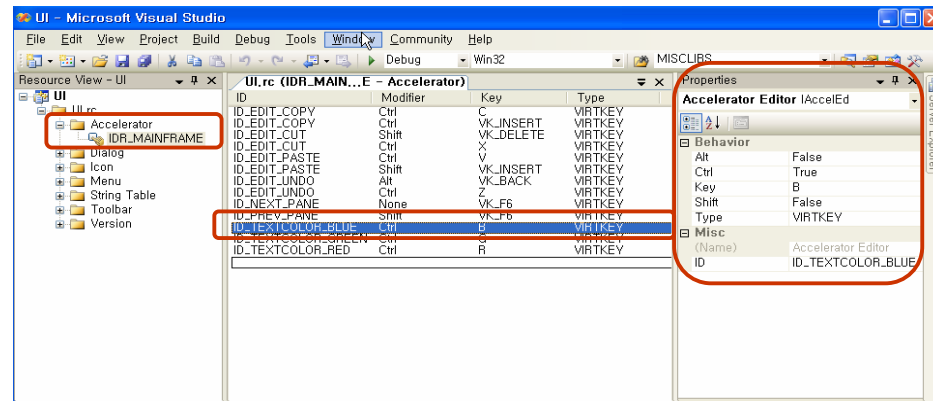 UI - Microsoft Visual Studio
File Edit View Project Build Debug Tools Window Community Help
Debug Win32 MISCLIBS
Resource View - UI
UI
UI.rc
Accelerator
IDR_MAINFRAME
Dialog
Icon
Menu
String Table
Toolbar
Version
UI.rc (IDR_MAIN...E - Accelerator)
ID Modifier Key Type
ID_EDIT_COPY Ctrl C VIRTKEY
ID_EDIT_COPY Ctrl VK_INSERT VIRTKEY
ID_EDIT_CUT Shift VK_DELETE VIRTKEY
ID_EDIT_CUT Ctrl X VIRTKEY
ID_EDIT_PASTE Ctrl V VIRTKEY
ID_EDIT_PASTE Shift VK_INSERT VIRTKEY
ID_EDIT_UNDO Alt VK_BACK VIRTKEY
ID_EDIT_UNDO Ctrl Z VIRTKEY
ID_NEXT_PANE None VK_F6 VIRTKEY
ID_PREV_PANE Shift VK_F6 VIRTKEY
ID_TEXTCOLOR_BLUE Ctrl B VIRTKEY
ID_TEXTCOLOR_GREEN Ctrl G VIRTKEY
ID_TEXTCOLOR_RED Ctrl R VIRTKEY
Properties
Accelerator Editor IAccelEd
Behavior
Alt False
Ctrl True
Key B
Shift False
Type VIRTKEY
Misc
(Name) Accelerator Editor
ID ID_TEXTCOLOR_BLUE